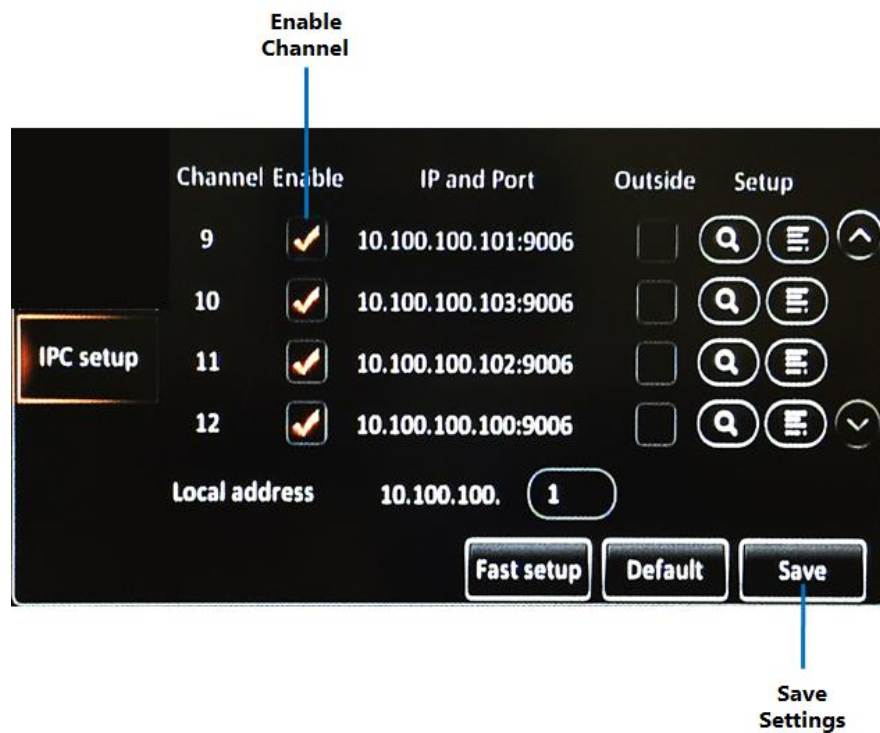 Enable
Channel
Channel Enable IP and Port Outside Setup
9 10.100.100.101:9006
10 10.100.100.103:9006
IPC setup 11 10.100.100.102:9006
12 10.100.100.100:9006
Local address 10.100.100. 1
Fast setup Default Save
Save
Settings